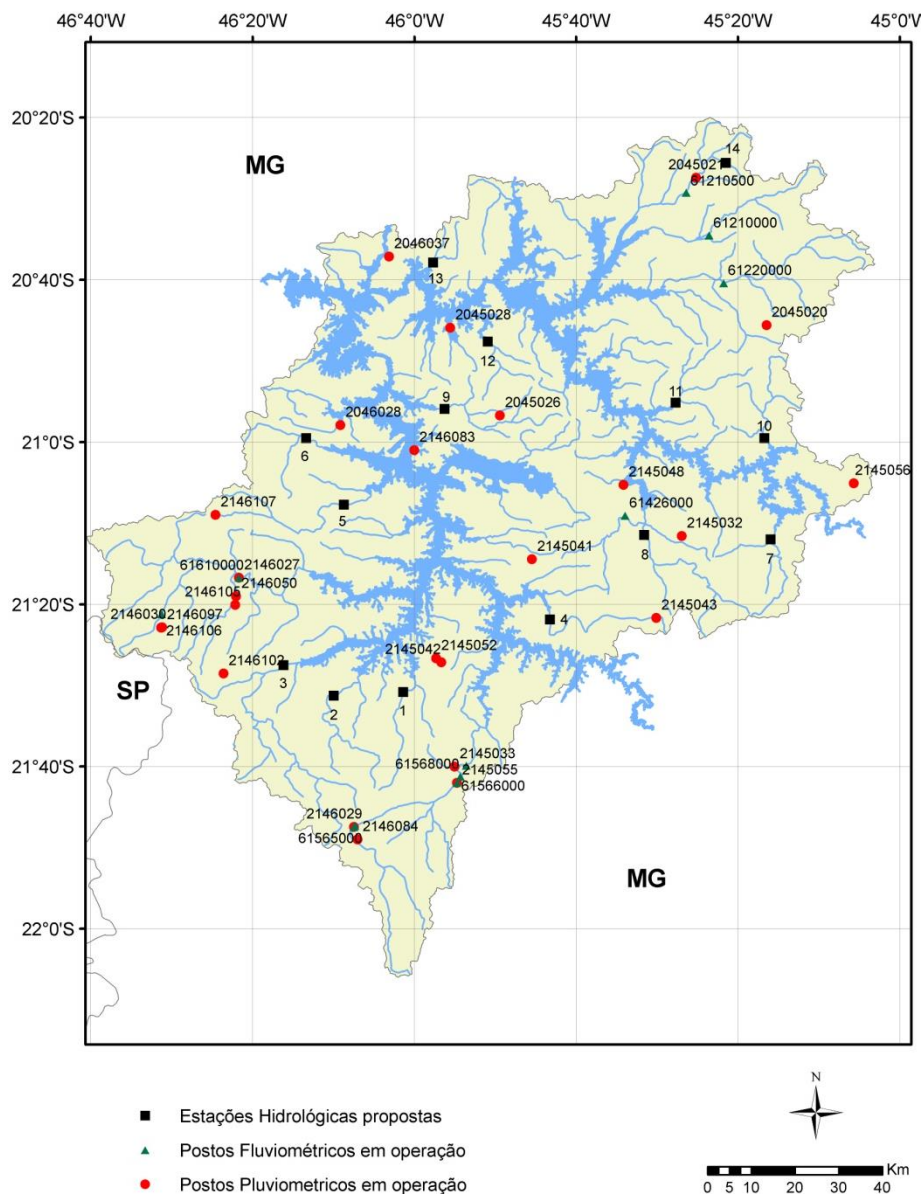 46°40'W 46°20'W 46°0'W 45°40'W 45°20'W 45°0'W
20°20'S
MG
14
2045021
61210500
61210000
2046037
20°40'S
13
61220000
2045028
2045020
12
11
9
2045026
2046028
10
21°0'S
6
2146083
2145056
2145048
2146107
5
61426000
2145032
8
7
2145041
61610000 2146027
2146050
2146105
21°20'S
2146030 2146097
2146106
4
2145043
2145042 2145052
2146102
3
SP
2
1
21°40'S
61568000 2145033
2145055
61566000
2146029
2146084
61565000
MG
22°0'S
N
Estações Hidrológicas propostas
Postos Fluviométricos em operação
Km
Postos Pluviometricos em operação
0 5 10 20 30 40